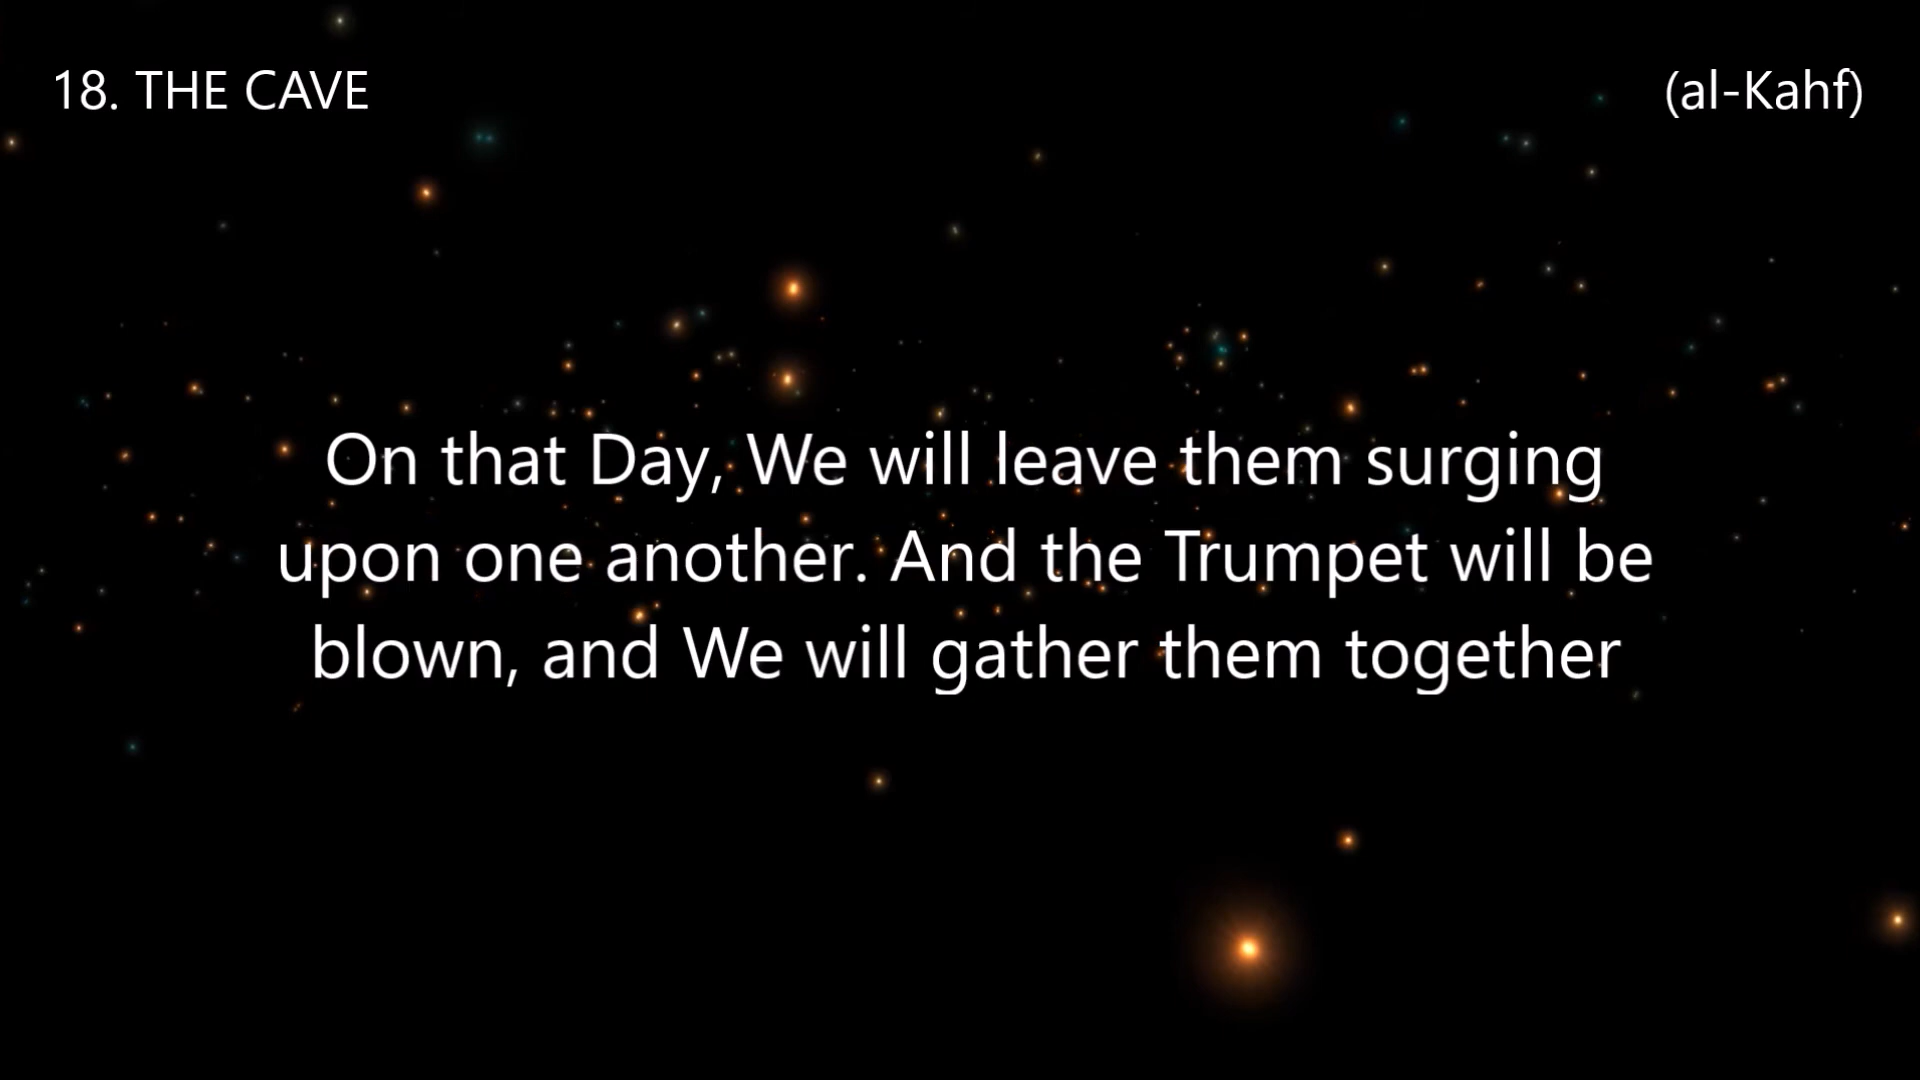 18. THE CAVE
(al-Kahf)
On that Day, We will leave them surging
upon one another. And the Trumpet will be
blown, and We will gather them together